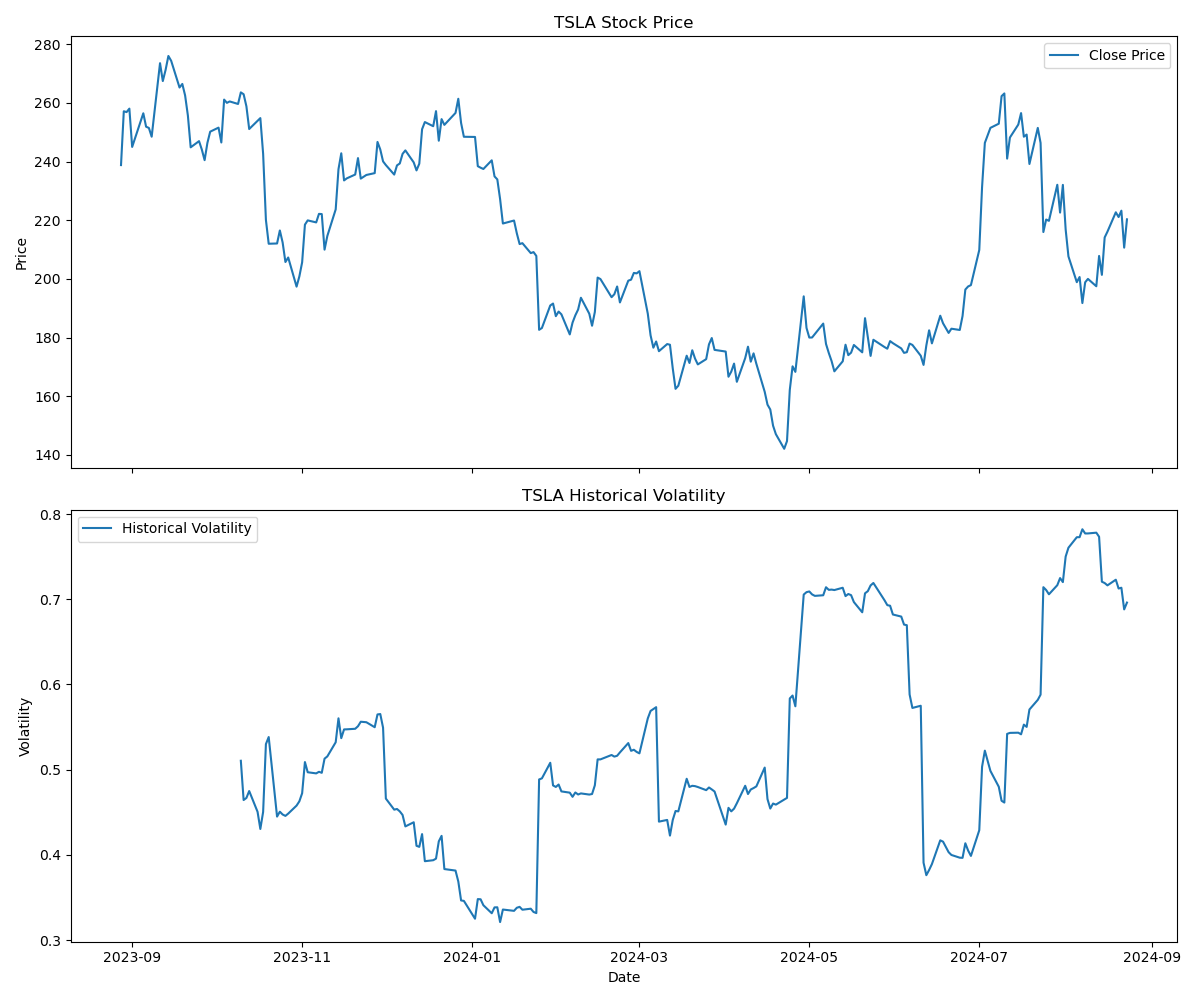 TSLA Stock Price
280
260
240
220
200
180
160
140
Price
Close Price
TSLA Historical Volatility
0.8
0.7
0.6
0.5
0.4
0.3
Volatility
Historical Volatility
2023-09 2023-11 2024-01 2024-03 2024-05 2024-07 2024-09
Date